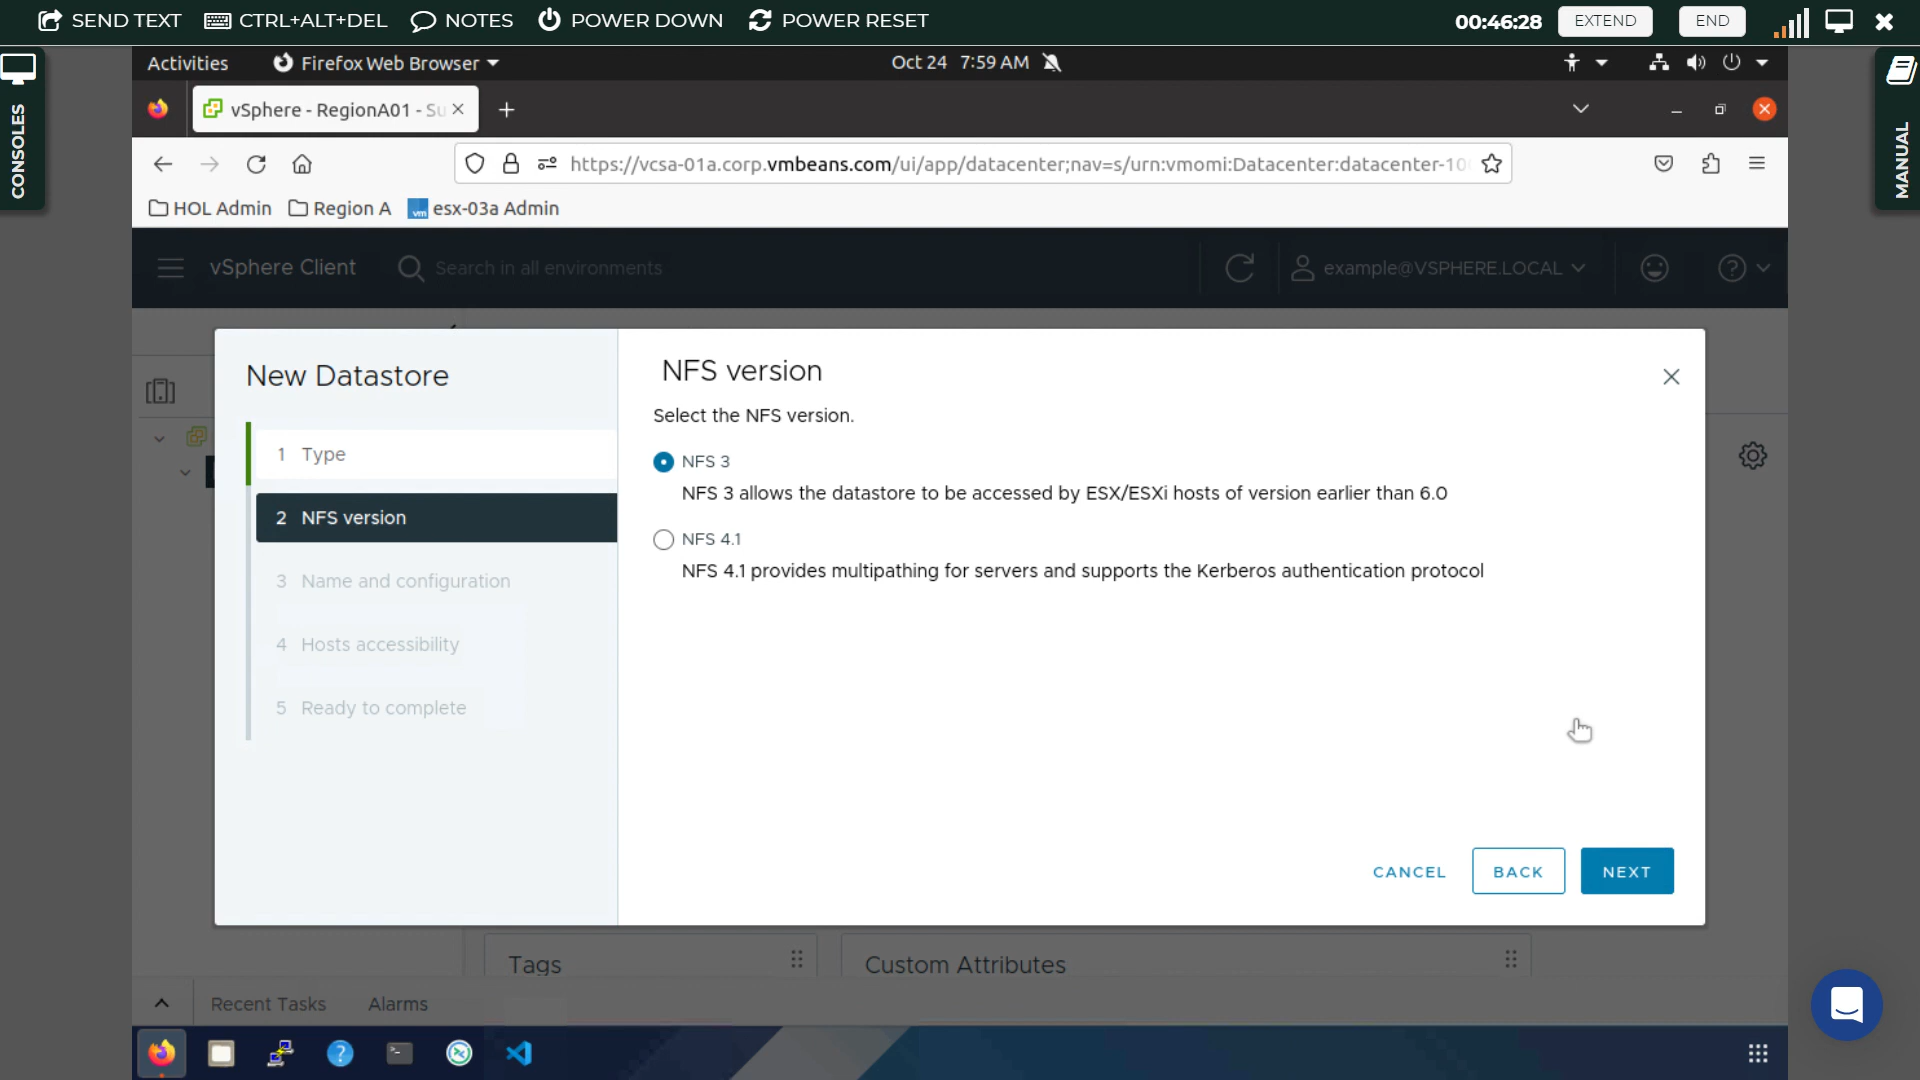 SEND TEXT CTRL+ALT+DEL NOTES POWER DOWN POWER RESET 00:46:28 EXTEND END
CONSOLES
MANUAL
Activities Firefox Web Browser Oct 24 7:59 AM
vSphere - RegionA01 - Su
https://vcsa-01a.corp.vmbeans.com/ui/app/datacenter;nav=s/urn:vmomi:Datacenter:datacenter-10
HOL Admin Region A vm esx-03a Admin
vSphere Client Search in all environments example@VSPHERE.LOCAL
New Datastore
1 Type
2 NFS version
3 Name and configuration
4 Hosts accessibility
5 Ready to complete
NFS version
Select the NFS version.
NFS 3
NFS 3 allows the datastore to be accessed by ESX/ESXi hosts of version earlier than 6.0
NFS 4.1
NFS 4.1 provides multipathing for servers and supports the Kerberos authentication protocol
CANCEL BACK NEXT
Tags Custom Attributes
Recent Tasks Alarms